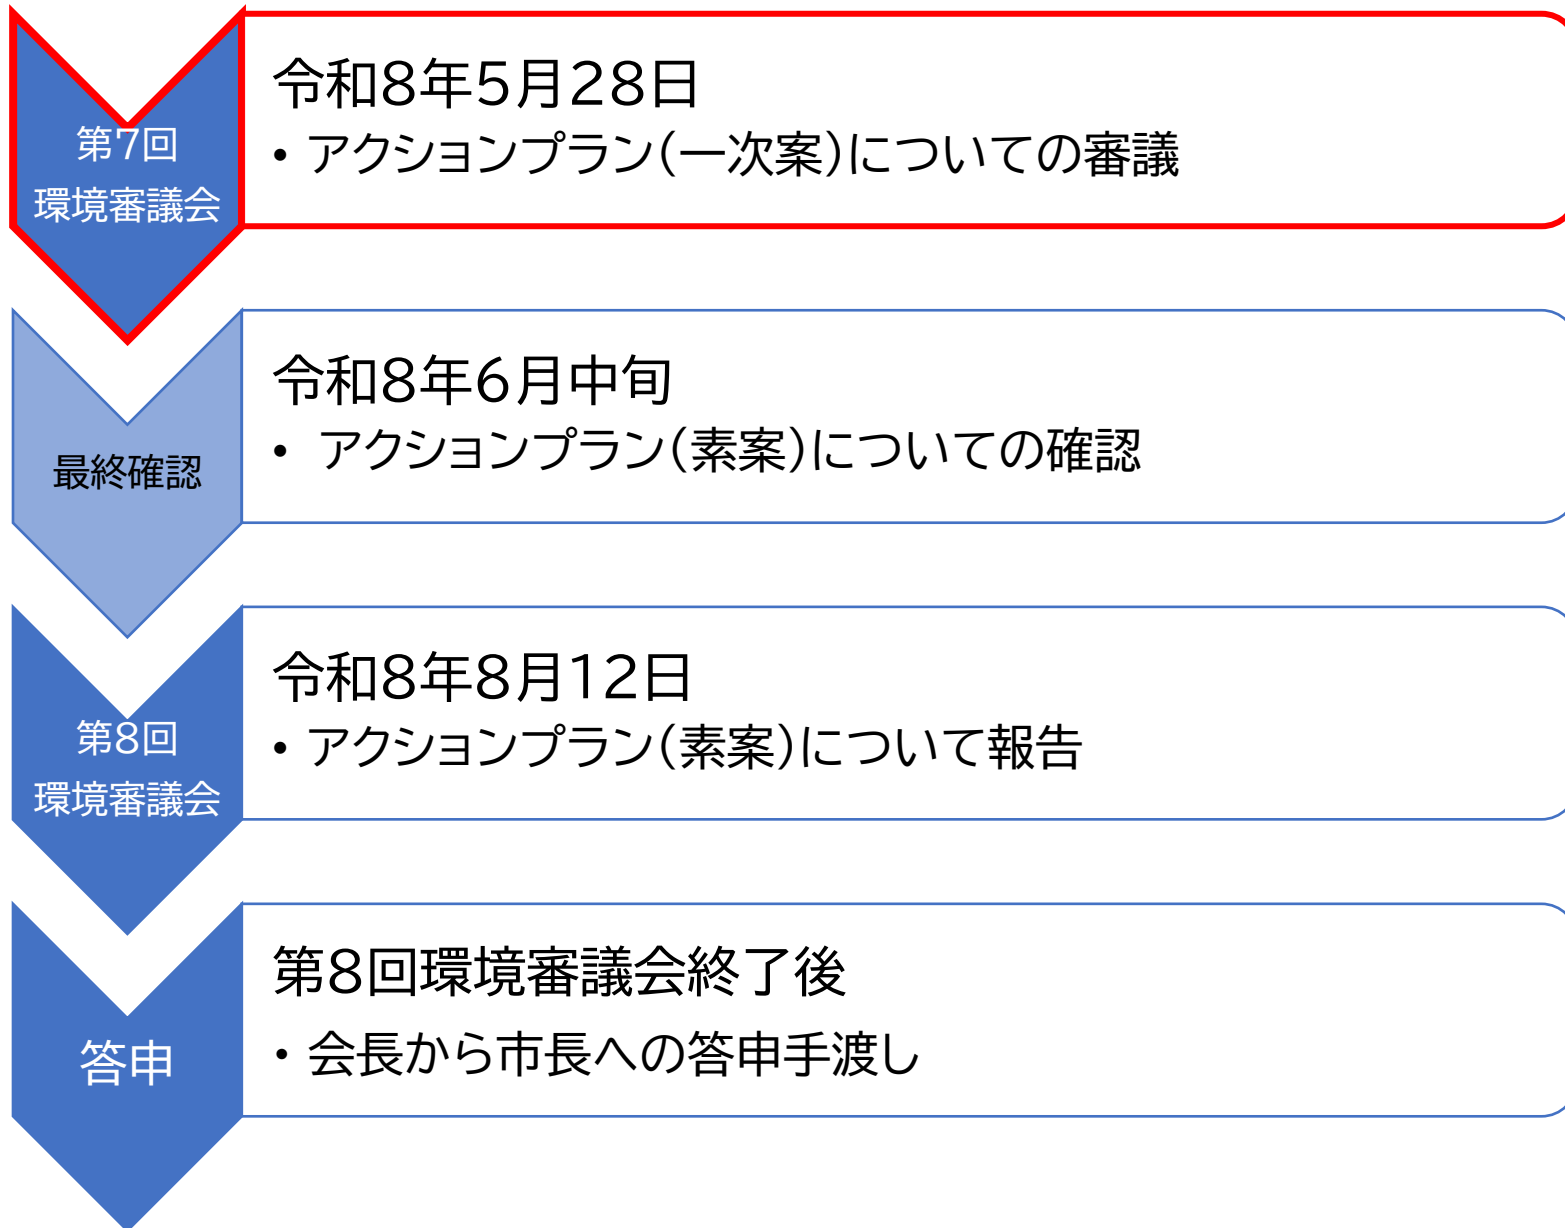 第7回
環境審議会
令和8年5月28日
• アクションプラン(一次案)についての審議
最終確認
令和8年6月中旬
• アクションプラン(素案)についての確認
第8回
環境審議会
令和8年8月12日
• アクションプラン(素案)について報告
答申
第8回環境審議会終了後
• 会長から市長への答申手渡し